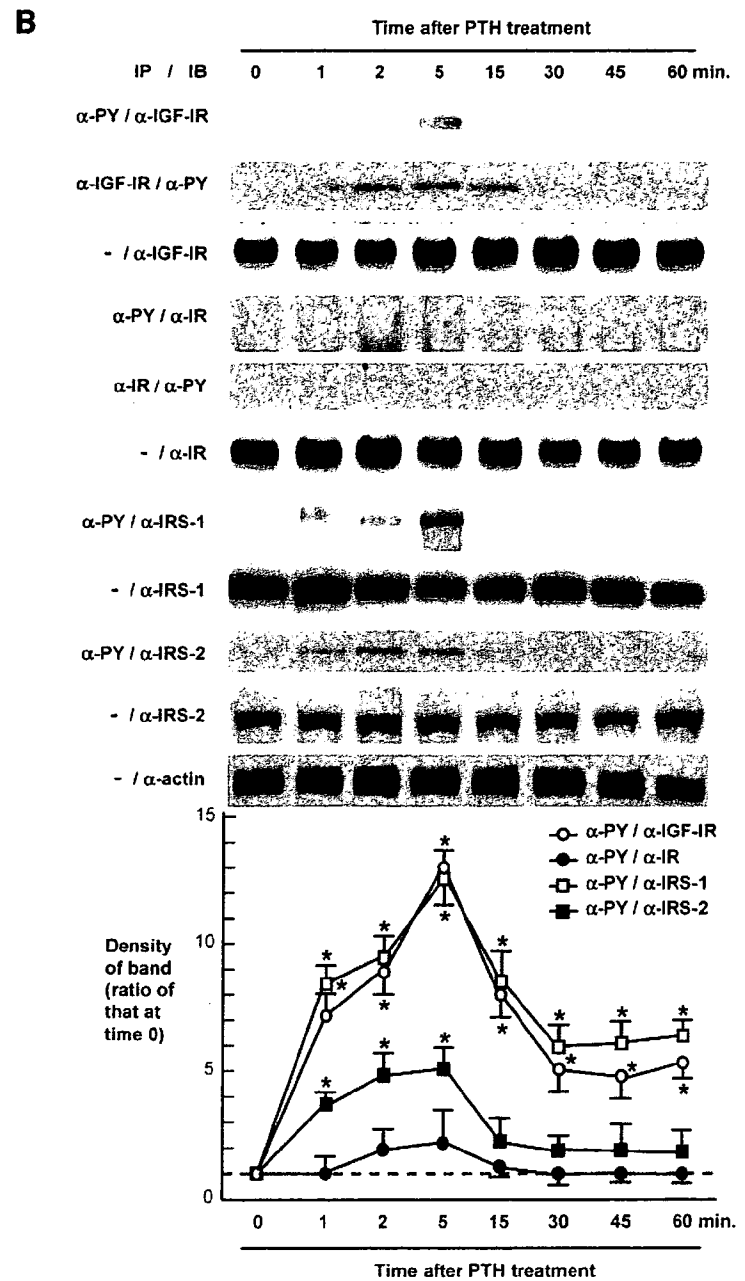 B
Time after PTH treatment
IP / IB 0 1 2 5 15 30 45 60 min.
α-PY / α-IGF-IR
α-IGF-IR / α-PY
- / α-IGF-IR
α-PY / α-IR
α-IR / α-PY
- / α-IR
α-PY / α-IRS-1
- / α-IRS-1
α-PY / α-IRS-2
- / α-IRS-2
- / α-actin
15
10
5
0
Density
of band
(ratio of
that at
time 0)
α-PY / α-IGF-IR
α-PY / α-IR
α-PY / α-IRS-1
α-PY / α-IRS-2
* * * * * * * * * * * * * * * * *
0 1 2 5 15 30 45 60 min.
Time after PTH treatment